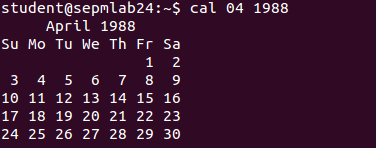 student@sepmlab24:~$ cal 04 1988
     April 1988
Su Mo Tu We Th Fr Sa
                1  2
 3  4  5  6  7  8  9
10 11 12 13 14 15 16
17 18 19 20 21 22 23
24 25 26 27 28 29 30